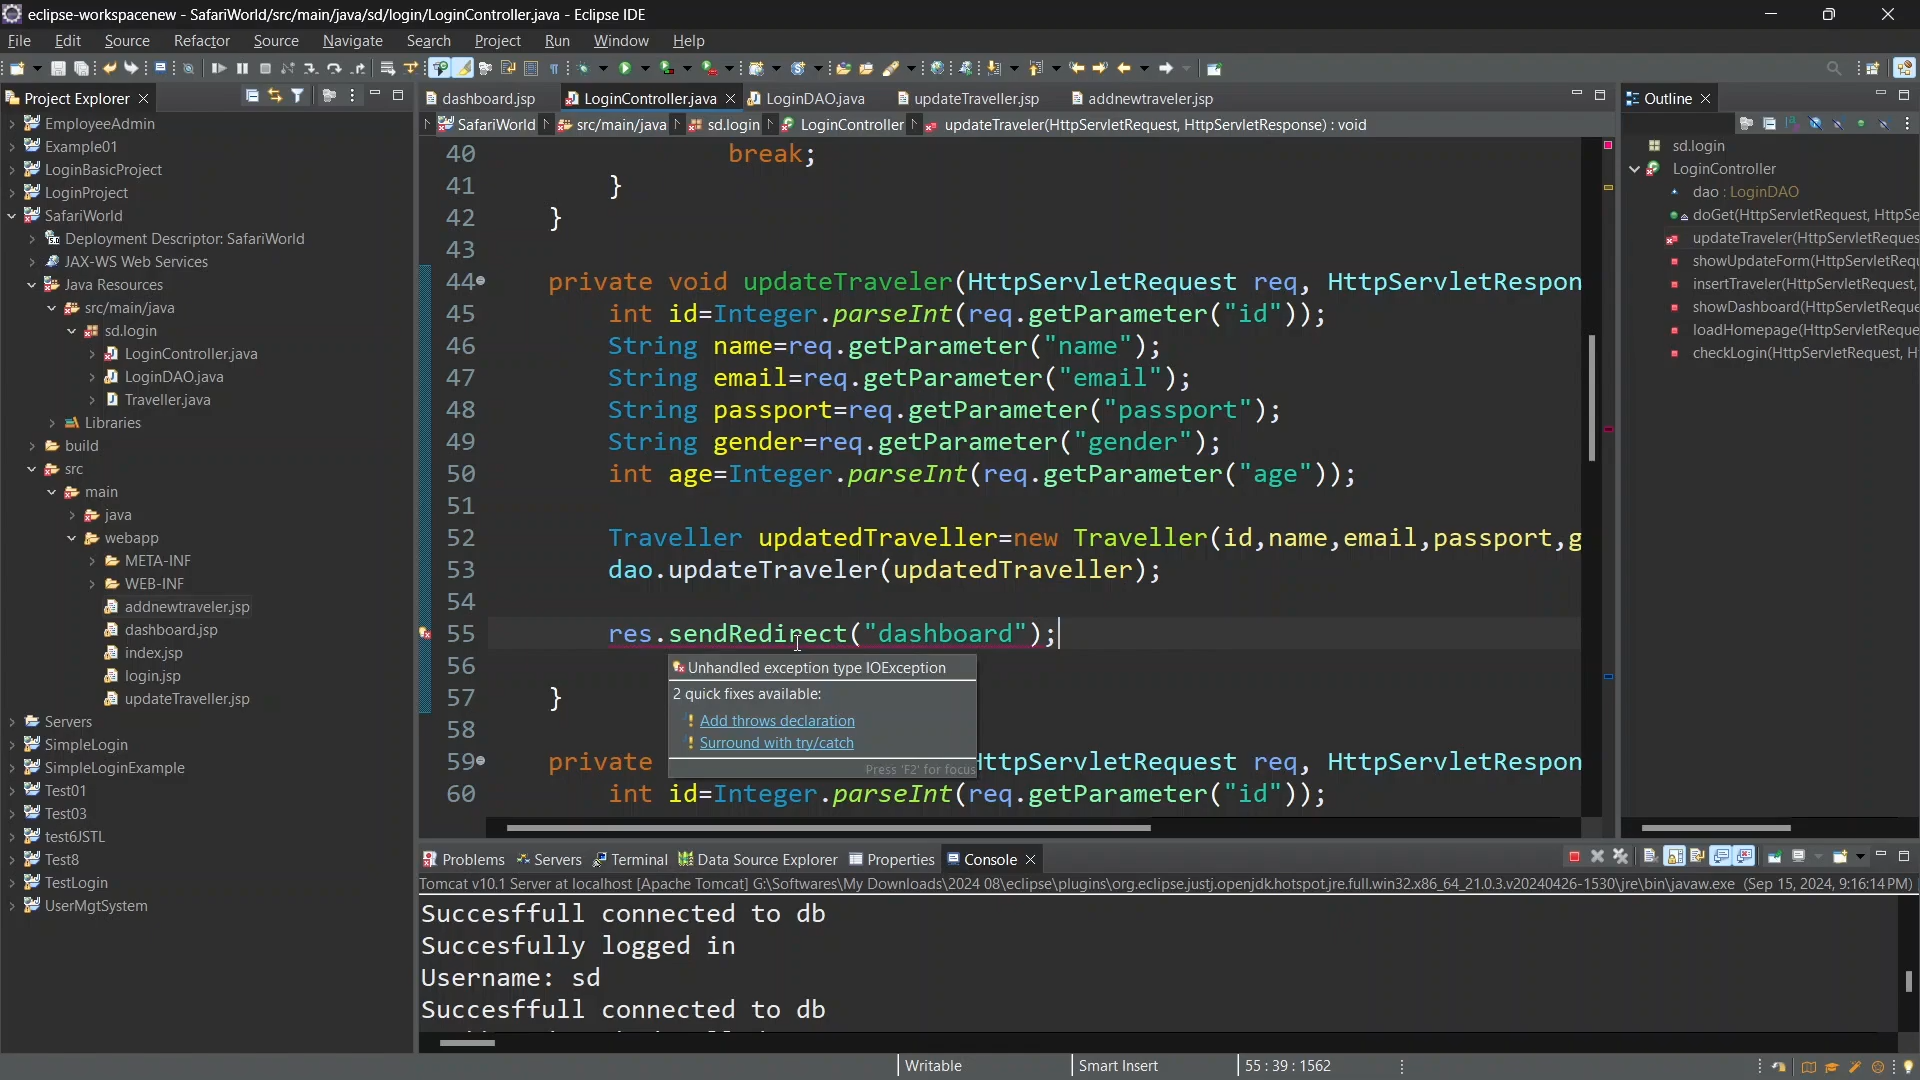 eclipse-workspacenew - SafariWorld/src/main/java/sd/login/LoginController.java - Eclipse IDE
File Edit Source Refactor Source Navigate Search Project Run Window Help
Project Explorer
EmployeeAdmin
Example01
LoginBasicProject
LoginProject
SafariWorld
Deployment Descriptor: SafariWorld
JAX-WS Web Services
Java Resources
src/main/java
sd.login
LoginController.java
LoginDAO.java
Traveller.java
Libraries
build
src
main
java
webapp
META-INF
WEB-INF
addnewtraveler.jsp
dashboard.jsp
index.jsp
login.jsp
updateTraveller.jsp
Servers
SimpleLogin
SimpleLoginExample
Test01
Test03
test6JSTL
Test8
TestLogin
UserMgtSystem
dashboard.jsp LoginController.java LoginDAO.java updateTraveller.jsp addnewtraveler.jsp
SafariWorld src/main/java sd.login LoginController updateTraveler(HttpServletRequest, HttpServletResponse) : void
40 break;
41 }
42 }
43
44 private void updateTraveler(HttpServletRequest req, HttpServletRespon
45 int id=Integer.parseInt(req.getParameter("id"));
46 String name=req.getParameter("name");
47 String email=req.getParameter("email");
48 String passport=req.getParameter("passport");
49 String gender=req.getParameter("gender");
50 int age=Integer.parseInt(req.getParameter("age"));
51
52 Traveller updatedTraveller=new Traveller(id,name,email,passport,g
53 dao.updateTraveler(updatedTraveller);
54
55 res.sendRedirect("dashboard");
56
57 }
58
59 private HttpServletRequest req, HttpServletRespon
60 int id=Integer.parseInt(req.getParameter("id"));
Unhandled exception type IOException
2 quick fixes available:
Add throws declaration
Surround with try/catch
Press 'F2' for focus
Outline
sd.login
LoginController
dao : LoginDAO
doGet(HttpServletRequest, HttpSe
updateTraveler(HttpServletReques
showUpdateForm(HttpServletRequ
insertTraveler(HttpServletRequest,
showDashboard(HttpServletReque
loadHomepage(HttpServletReque
checkLogin(HttpServletRequest, H
Problems Servers Terminal Data Source Explorer Properties Console
Tomcat v10.1 Server at localhost [Apache Tomcat] G:\Softwares\My Downloads\2024 08\eclipse\plugins\org.eclipse.justj.openjdk.hotspot.jre.full.win32.x86_64_21.0.3.v20240426-1530\jre\bin\javaw.exe (Sep 15, 2024, 9:16:14 PM)
Succesffull connected to db
Succesfully logged in
Username: sd
Succesffull connected to db
Writable Smart Insert 55 : 39 : 1562